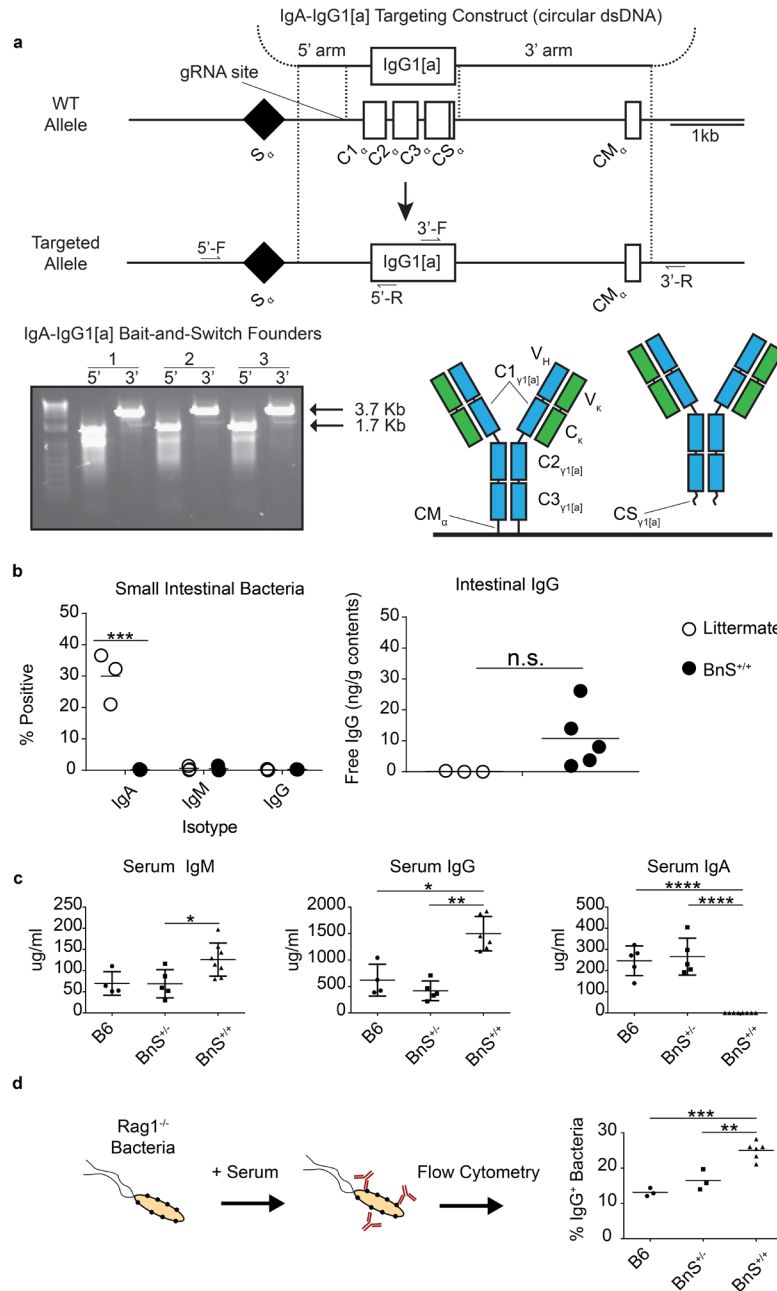 IgA-IgG1[a] Targeting Construct (circular dsDNA)
a
5’ arm
IgG1[a]
3’ arm
gRNA site
WT
Allele
Sα
C1α
C2α
C3α
CSα
CMα
1kb
Targeted
Allele
5’-F
3’-F
IgG1[a]
Sα
5’-R
CMα
3’-R
IgA-IgG1[a] Bait-and-Switch Founders
1 2 3
5’ 3’ 5’ 3’ 5’ 3’
3.7 Kb
1.7 Kb
VH
C1γ1[a]
Vκ
Cκ
C2γ1[a]
C3γ1[a]
CMα
CSγ1[a]
b
Small Intestinal Bacteria
% Positive
50
40
30
20
10
0
***
IgA
IgM
IgG
Isotype
Intestinal IgG
Free IgG (ng/g contents)
50
40
30
20
10
0
n.s.
Littermate
BnS+/+
c
Serum IgM
ug/ml
250
200
150
100
50
0
*
B6
BnS+/-
BnS+/+
Serum IgG
ug/ml
2000
1500
1000
500
0
*
**
B6
BnS+/-
BnS+/+
Serum IgA
ug/ml
500
400
300
200
100
0
****
****
B6
BnS+/-
BnS+/+
d
Rag1-/-
Bacteria
+ Serum
Flow Cytometry
% IgG+ Bacteria
30
20
10
0
***
**
B6
BnS+/-
BnS+/+